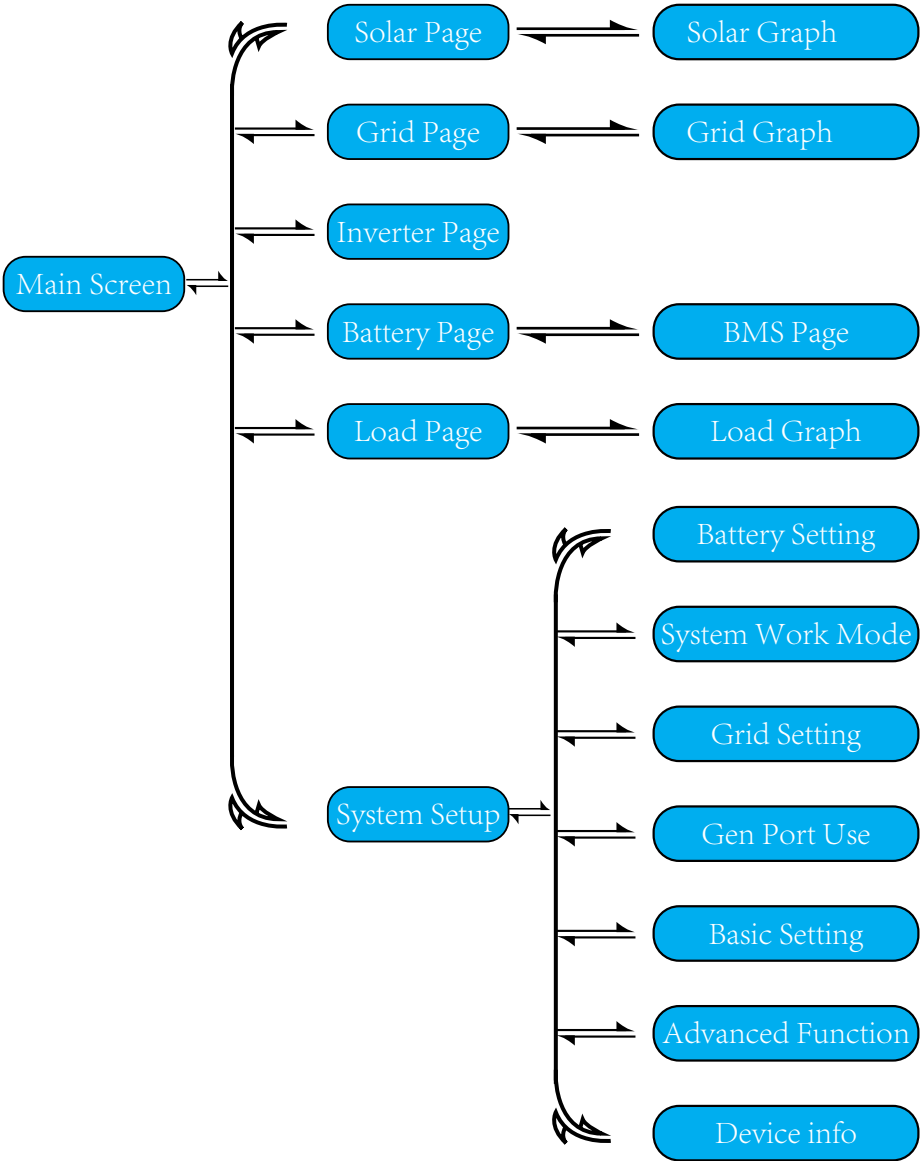 Solar Page
Solar Graph
Grid Page
Grid Graph
Inverter Page
Main Screen
Battery Page
BMS Page
Load Page
Load Graph
Battery Setting
System Work Mode
Grid Setting
System Setup
Gen Port Use
Basic Setting
Advanced Function
Device info